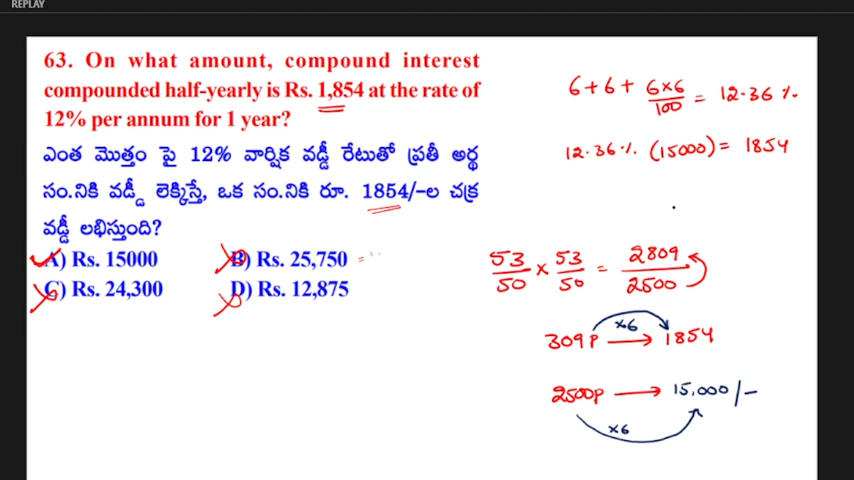 REPLAY
63. On what amount, compound interest
compounded half-yearly is Rs. 1,854 at the rate of
12% per annum for 1 year?
ఎంత మొత్తం పై 12% వార్షిక వడ్డీ రేటుతో ప్రతీ అర్థ
సం.నికి వడ్డీ లెక్కిస్తే, ఒక సం.నికి రూ. 1854/-ల చక్ర
వడ్డీ లభిస్తుంది?
A) Rs. 15000 B) Rs. 25,750
C) Rs. 24,300 D) Rs. 12,875
6+6+ 6×6/100 = 12.36 %
12.36 % (15000) = 1854
53/50 × 53/50 = 2809/2500
×6
309P → 1854
2500P → 15,000/-
×6